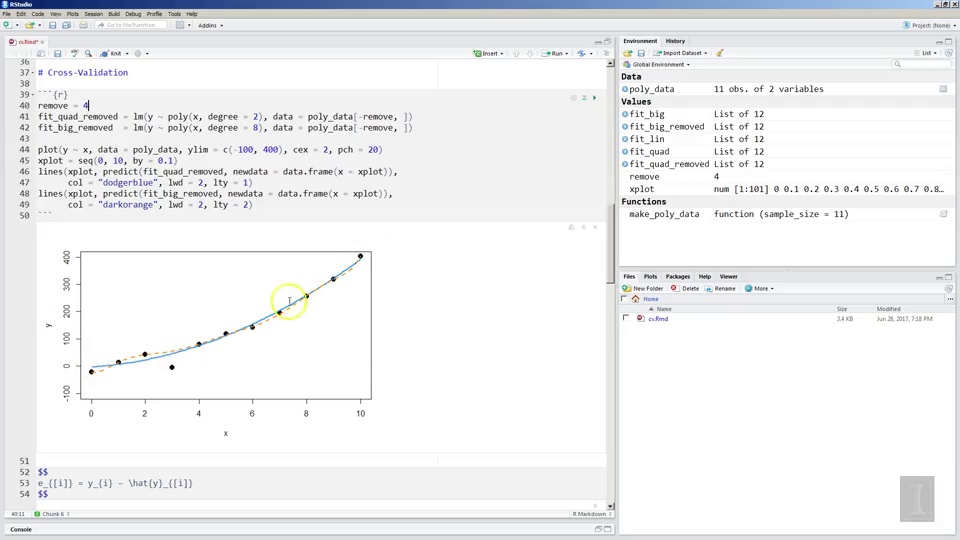 RStudio
File Edit Code View Plots Session Build Debug Profile Tools Help
Go to file/function
Addins
Project: (None)
cv.Rmd*
Knit
Insert
Run
36
37 # Cross-Validation
38
39 ```{r}
40 remove = 4
41 fit_quad_removed = lm(y ~ poly(x, degree = 2), data = poly_data[-remove, ])
42 fit_big_removed = lm(y ~ poly(x, degree = 8), data = poly_data[-remove, ])
43
44 plot(y ~ x, data = poly_data, ylim = c(-100, 400), cex = 2, pch = 20)
45 xplot = seq(0, 10, by = 0.1)
46 lines(xplot, predict(fit_quad_removed, newdata = data.frame(x = xplot)),
47 col = "dodgerblue", lwd = 2, lty = 1)
48 lines(xplot, predict(fit_big_removed, newdata = data.frame(x = xplot)),
49 col = "darkorange", lwd = 2, lty = 2)
50 ```
400
300
200
100
0
-100
y
0 2 4 6 8 10
x
51
52 $$
53 e_{[i]} = y_{i} - \hat{y}_{[i]}
54 $$
40:11 Chunk 6
R Markdown
Console
Environment History
Import Dataset
List
Global Environment
Data
poly_data 11 obs. of 2 variables
Values
fit_big List of 12
fit_big_removed List of 12
fit_lin List of 12
fit_quad List of 12
fit_quad_removed List of 12
remove 4
xplot num [1:101] 0 0.1 0.2 0.3 0.4 0.5 0.6 0.7 0.8…
Functions
make_poly_data function (sample_size = 11)
Files Plots Packages Help Viewer
New Folder Delete Rename More
Home
Name Size Modified
cv.Rmd 3.4 KB Jun 28, 2017, 7:18 PM
I